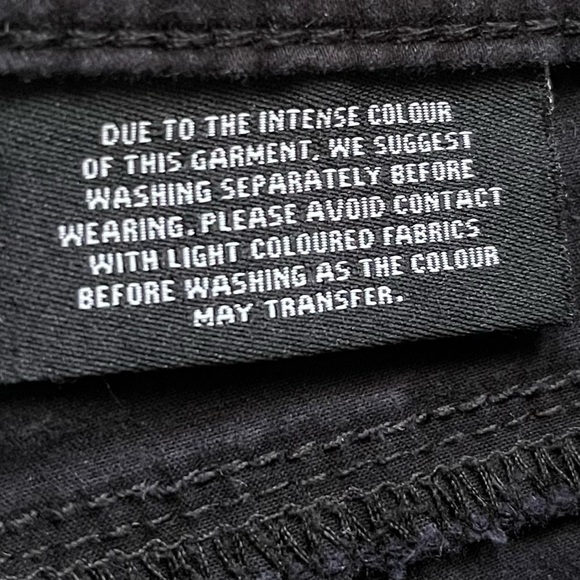 DUE TO THE INTENSE COLOUR
OF THIS GARMENT, WE SUGGEST
WASHING SEPARATELY BEFORE
WEARING. PLEASE AVOID CONTACT
WITH LIGHT COLOURED FABRICS
BEFORE WASHING AS THE COLOUR
MAY TRANSFER.